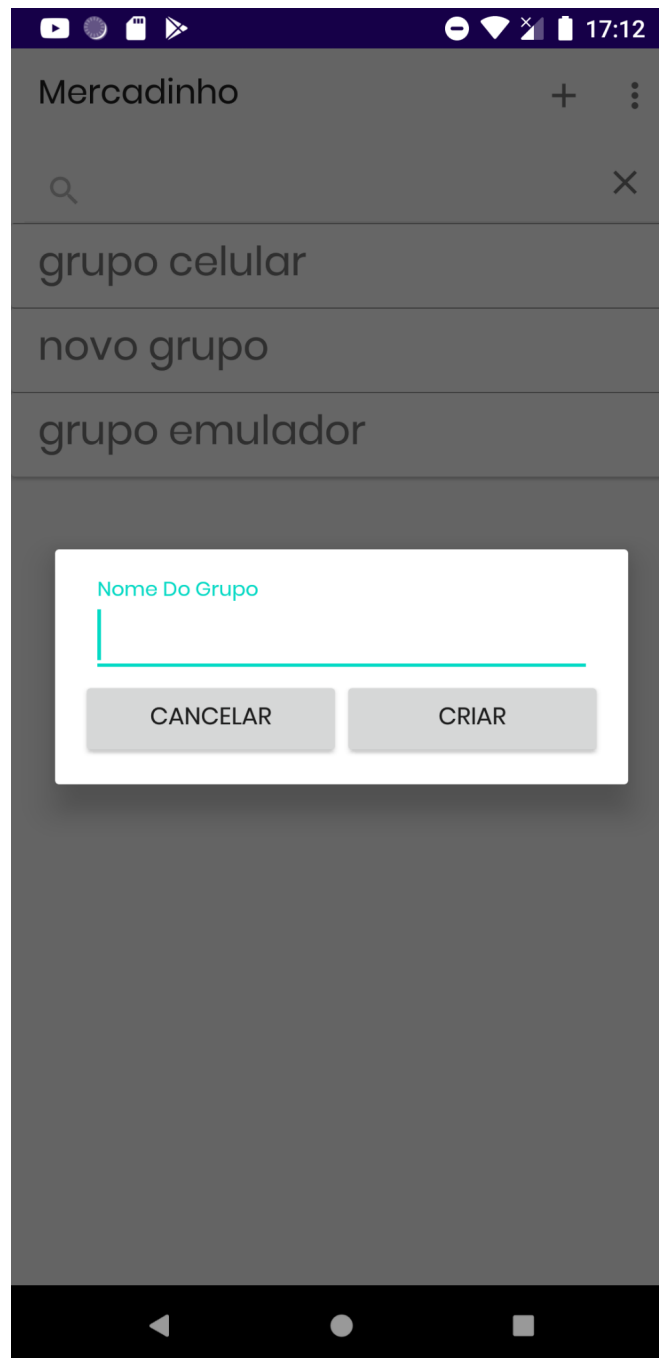 17:12
Mercadinho
grupo celular
novo grupo
grupo emulador
Nome Do Grupo
CANCELAR CRIAR